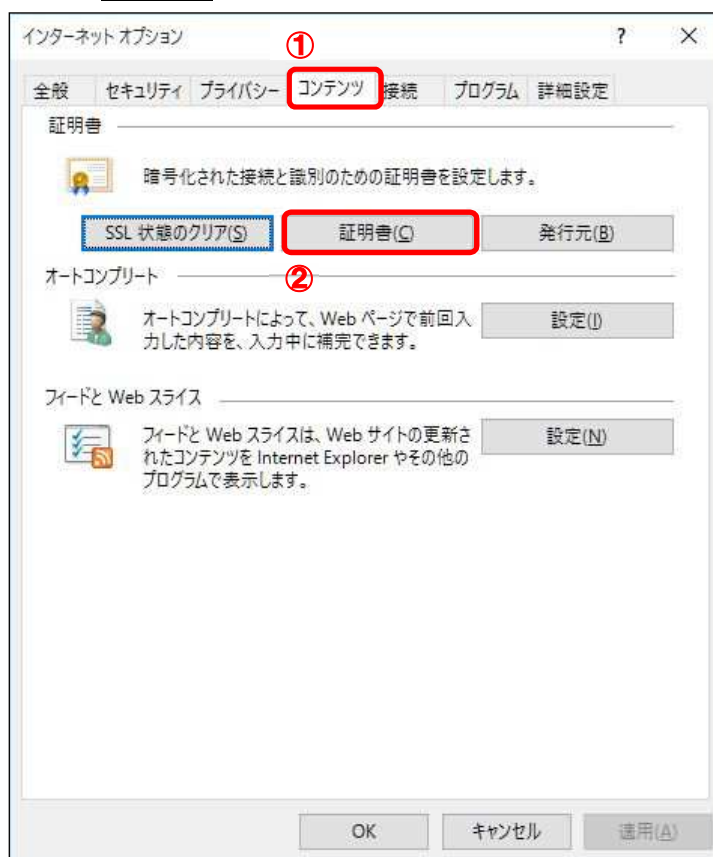 インターネット オプション ? ×
①
全般 セキュリティ プライバシー コンテンツ 接続 プログラム 詳細設定
証明書
暗号化された接続と識別のための証明書を設定します。
SSL 状態のクリア(S) 証明書(C) 発行元(B)
②
オートコンプリート
オートコンプリートによって、Web ページで前回入
力した内容を、入力中に補完できます。
設定(I)
フィードと Web スライス
フィードと Web スライスは、Web サイトの更新さ
れたコンテンツを Internet Explorer やその他の
プログラムで表示します。
設定(N)
OK キャンセル 適用(A)